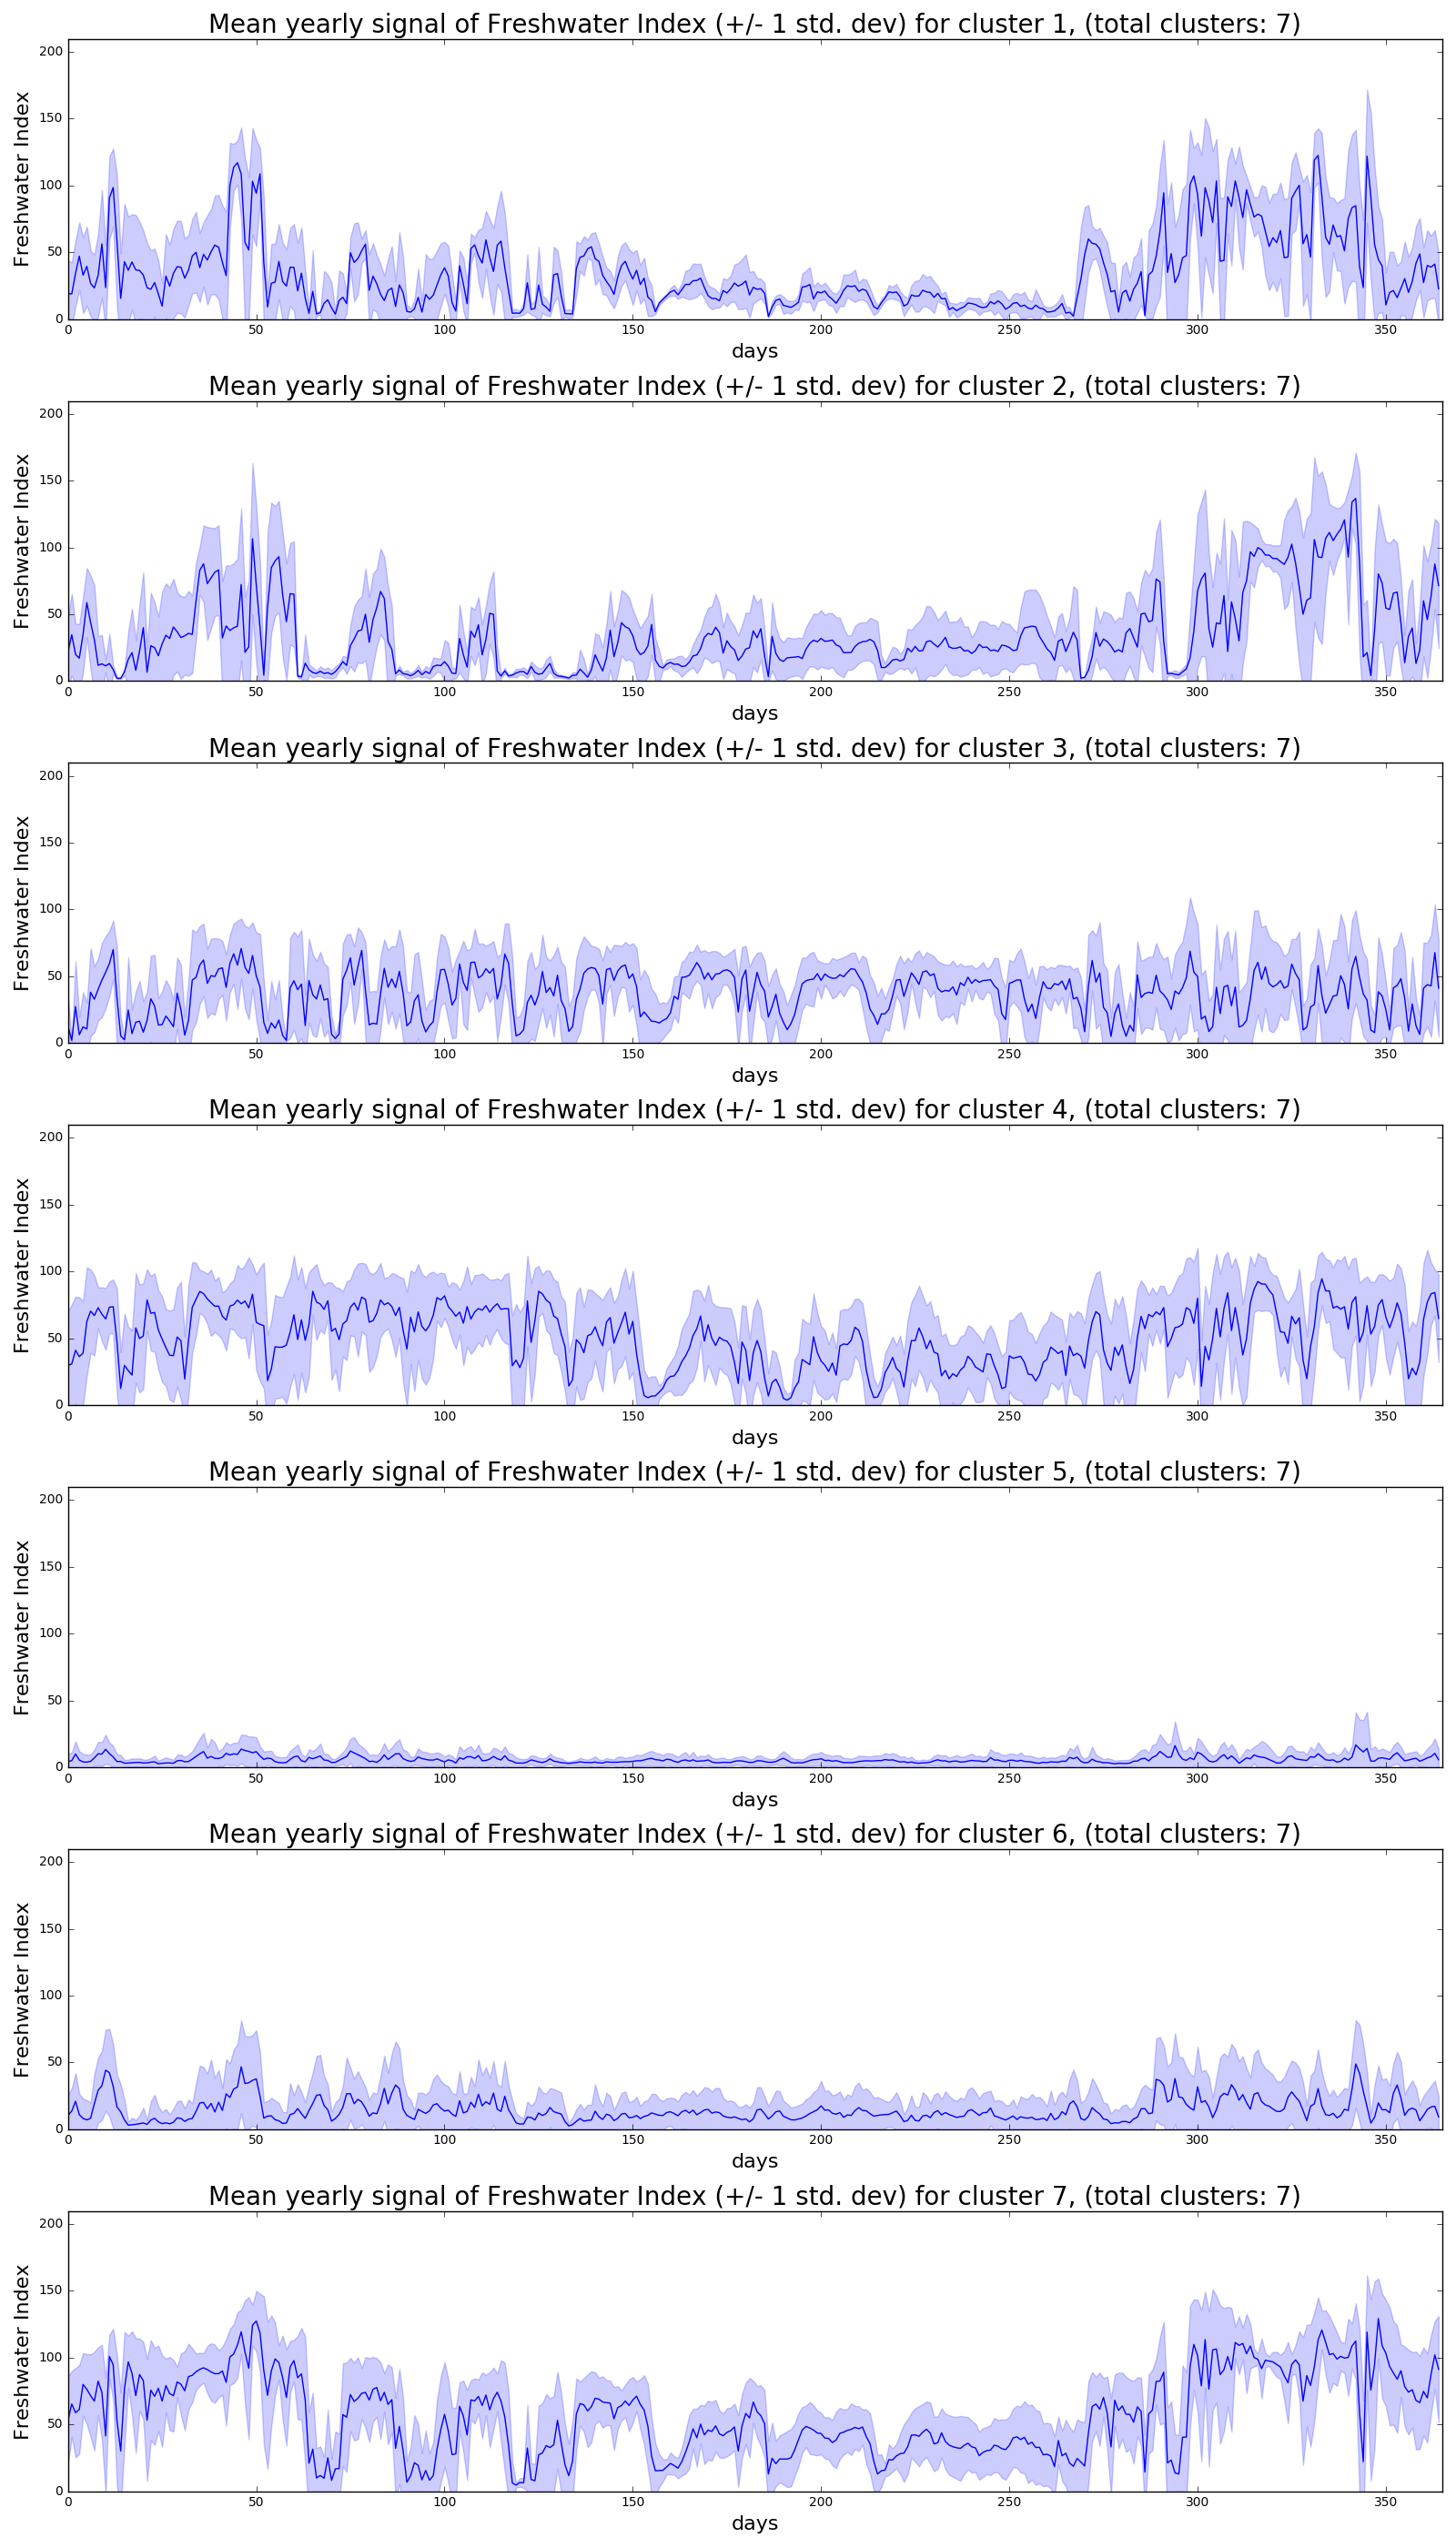 Mean yearly signal of Freshwater Index (+/- 1 std. dev) for cluster 1, (total clusters: 7)
200
150
100
50
0
Freshwater Index
0 50 100 150 200 250 300 350
days
Mean yearly signal of Freshwater Index (+/- 1 std. dev) for cluster 2, (total clusters: 7)
200
150
100
50
0
Freshwater Index
0 50 100 150 200 250 300 350
days
Mean yearly signal of Freshwater Index (+/- 1 std. dev) for cluster 3, (total clusters: 7)
200
150
100
50
0
Freshwater Index
0 50 100 150 200 250 300 350
days
Mean yearly signal of Freshwater Index (+/- 1 std. dev) for cluster 4, (total clusters: 7)
200
150
100
50
0
Freshwater Index
0 50 100 150 200 250 300 350
days
Mean yearly signal of Freshwater Index (+/- 1 std. dev) for cluster 5, (total clusters: 7)
200
150
100
50
0
Freshwater Index
0 50 100 150 200 250 300 350
days
Mean yearly signal of Freshwater Index (+/- 1 std. dev) for cluster 6, (total clusters: 7)
200
150
100
50
0
Freshwater Index
0 50 100 150 200 250 300 350
days
Mean yearly signal of Freshwater Index (+/- 1 std. dev) for cluster 7, (total clusters: 7)
200
150
100
50
0
Freshwater Index
0 50 100 150 200 250 300 350
days